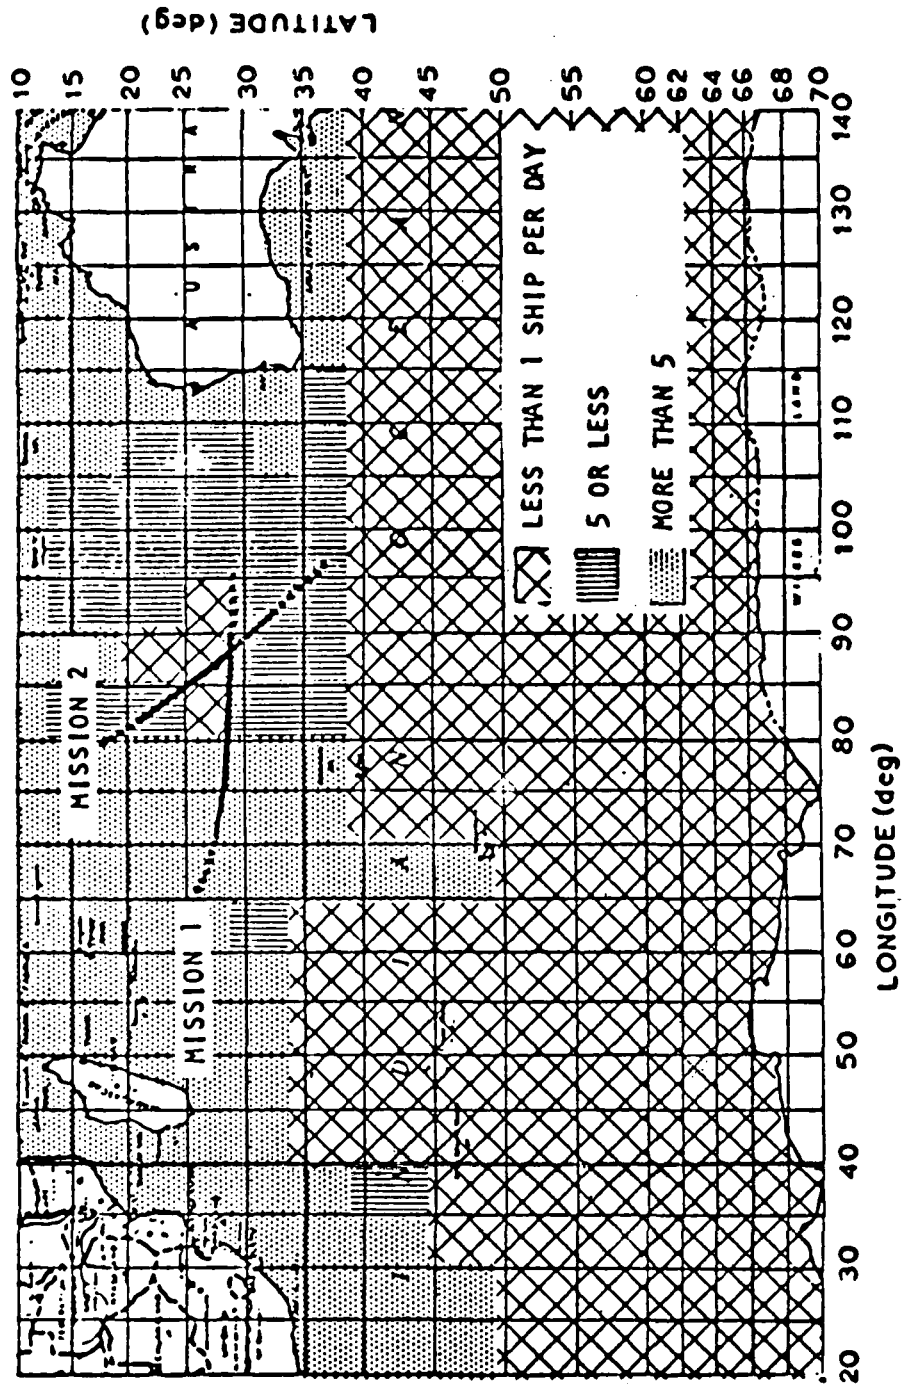 LATITUDE (deg)
10
15
20
25
30
35
40
45
50
55
60
62
64
66
68
70
MISSION 2
MISSION 1
A U S T R A
I N D I A N O C E A N
LESS THAN 1 SHIP PER DAY
5 OR LESS
MORE THAN 5
WILKES LAND
20
30
40
50
60
70
80
90
100
110
120
130
140
LONGITUDE (deg)